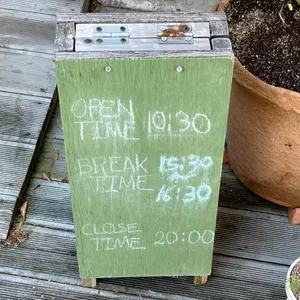 OPEN
TIME 10:30
BREAK 15:30
TIME ~
16:30
CLOSE
TIME 20:00